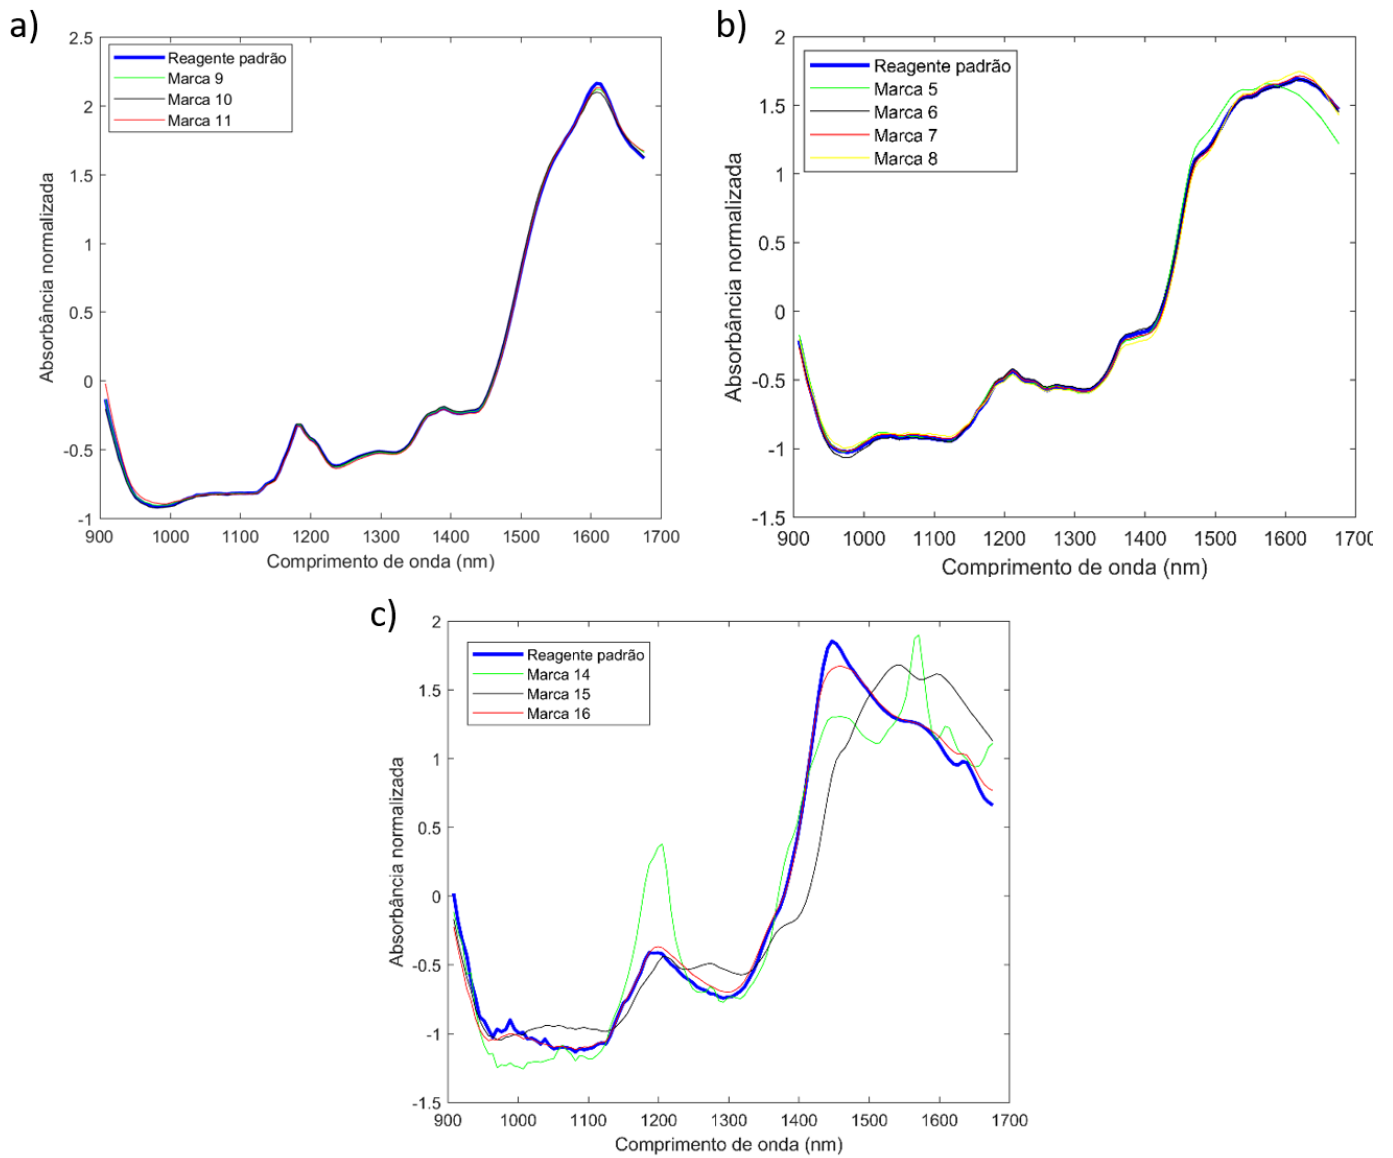 a)
2.5
2
1.5
1
0.5
0
-0.5
-1
Absorbância normalizada
Reagente padrão
Marca 9
Marca 10
Marca 11
900 1000 1100 1200 1300 1400 1500 1600 1700
Comprimento de onda (nm)
b)
2
1.5
1
0.5
0
-0.5
-1
-1.5
Absorbância normalizada
Reagente padrão
Marca 5
Marca 6
Marca 7
Marca 8
900 1000 1100 1200 1300 1400 1500 1600 1700
Comprimento de onda (nm)
c)
2
1.5
1
0.5
0
-0.5
-1
-1.5
Absorbância normalizada
Reagente padrão
Marca 14
Marca 15
Marca 16
900 1000 1100 1200 1300 1400 1500 1600 1700
Comprimento de onda (nm)